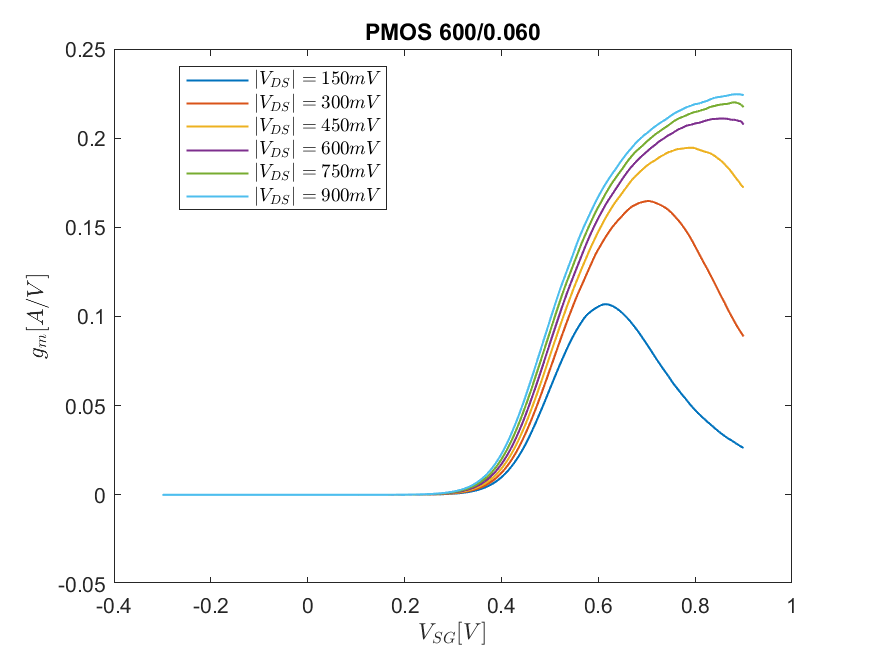 PMOS 600/0.060
0.25
0.2
0.15
0.1
0.05
0
-0.05
g_m[A/V]
|V_DS| = 150mV
|V_DS| = 300mV
|V_DS| = 450mV
|V_DS| = 600mV
|V_DS| = 750mV
|V_DS| = 900mV
-0.4 -0.2 0 0.2 0.4 0.6 0.8 1
V_SG[V]